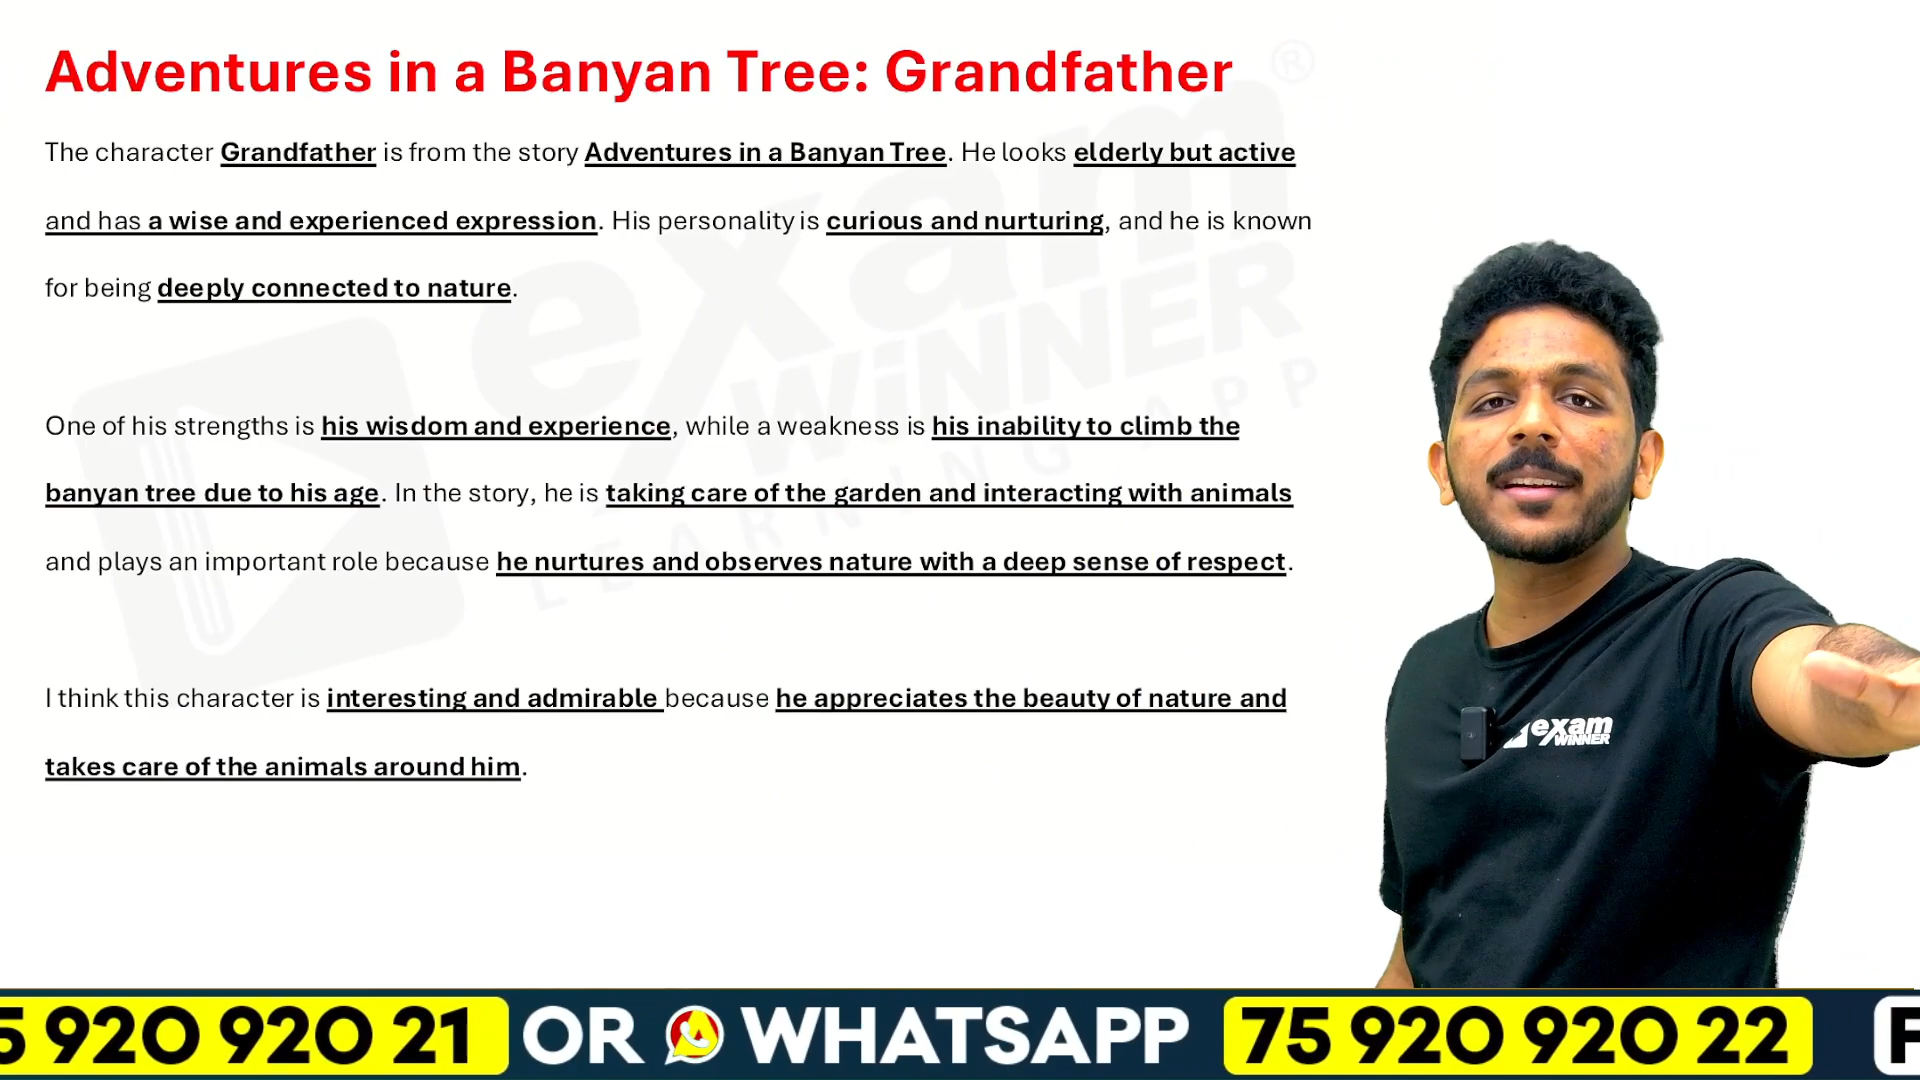 Adventures in a Banyan Tree: Grandfather
®
The character Grandfather is from the story Adventures in a Banyan Tree. He looks elderly but active
and has a wise and experienced expression. His personality is curious and nurturing, and he is known
for being deeply connected to nature.
exam
WiNNER
LEARNING APP
One of his strengths is his wisdom and experience, while a weakness is his inability to climb the
banyan tree due to his age. In the story, he is taking care of the garden and interacting with animals
and plays an important role because he nurtures and observes nature with a deep sense of respect.
I think this character is interesting and admirable because he appreciates the beauty of nature and
takes care of the animals around him.
exam
WiNNER
5 920 920 21 OR WHATSAPP 75 920 920 22 F